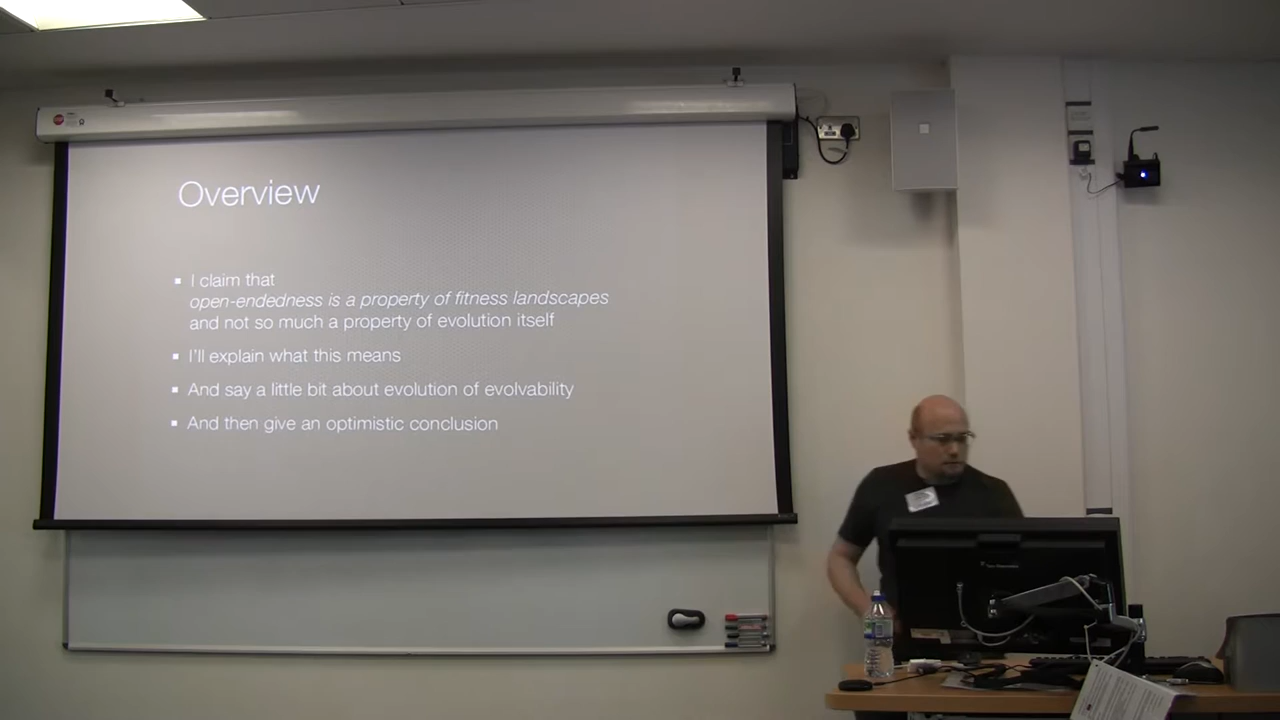 Overview
▪ I claim that
open-endedness is a property of fitness landscapes
and not so much a property of evolution itself
▪ I'll explain what this means
▪ And say a little bit about evolution of evolvability
▪ And then give an optimistic conclusion